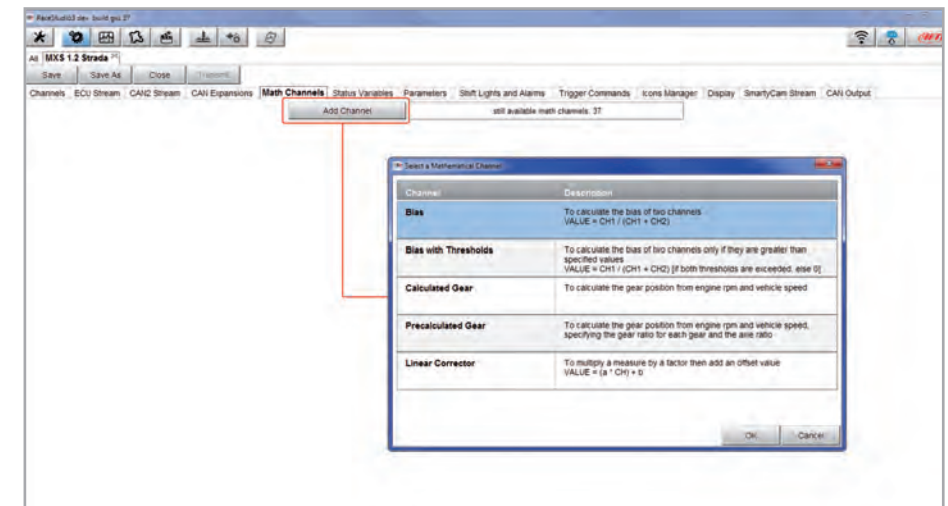 RaceStudio3 dev build gui 37
All MXS 1.2 Strada
Save Save As Close Transmit
Channels ECU Stream CAN2 Stream CAN Expansions Math Channels Status Variables Parameters Shift Lights and Alarms Trigger Commands Icons Manager Display SmartyCam Stream CAN Output
Add Channel still available math channels: 37
Select a Mathematical Channel
Channel Description
Bias To calculate the bias of two channels
VALUE = CH1 / (CH1 + CH2)
Bias with Thresholds To calculate the bias of two channels only if they are greater than
specified values
VALUE = CH1 / (CH1 + CH2) [if both thresholds are exceeded, else 0]
Calculated Gear To calculate the gear position from engine rpm and vehicle speed
Precalculated Gear To calculate the gear position from engine rpm and vehicle speed,
specifying the gear ratio for each gear and the axle ratio
Linear Corrector To multiply a measure by a factor then add an offset value
VALUE = (a * CH) + b
OK Cancel